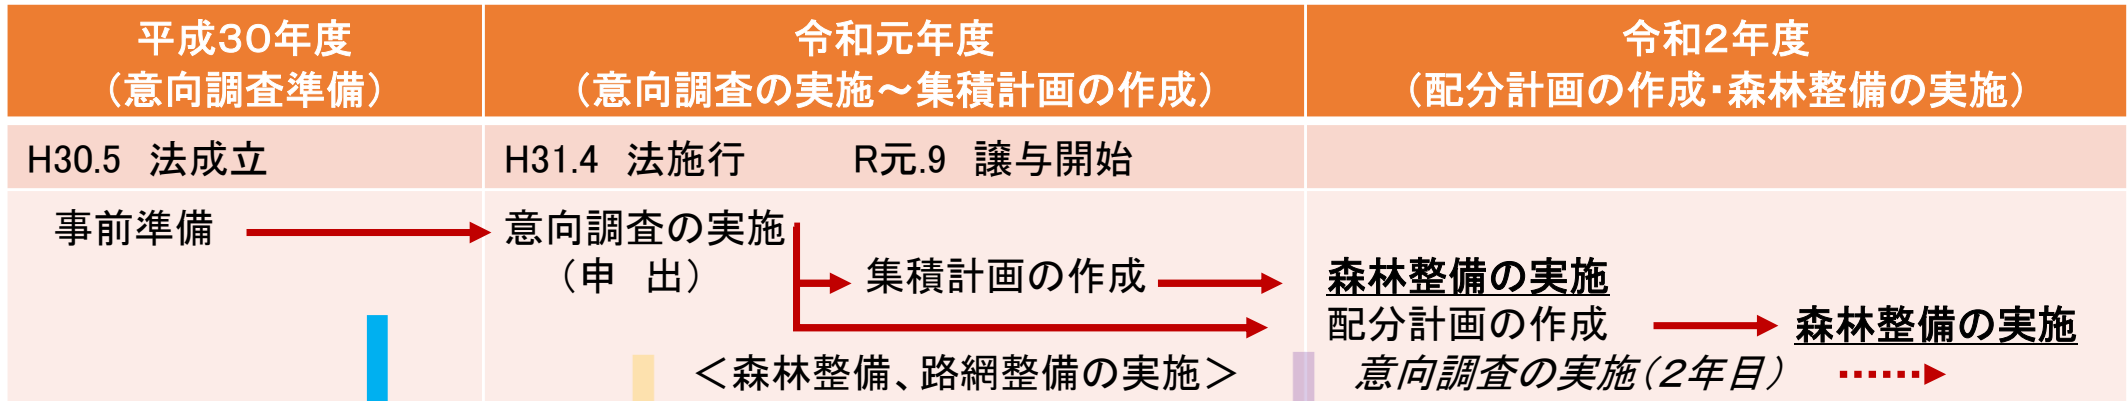 平成30年度
（意向調査準備）
令和元年度
（意向調査の実施～集積計画の作成）
令和2年度
（配分計画の作成・森林整備の実施）
H30.5　法成立
H31.4　法施行　　　R元.9　譲与開始
事前準備
意向調査の実施
（申　出）
集積計画の作成
森林整備の実施
配分計画の作成
森林整備の実施
＜森林整備、路網整備の実施＞
意向調査の実施（2年目）